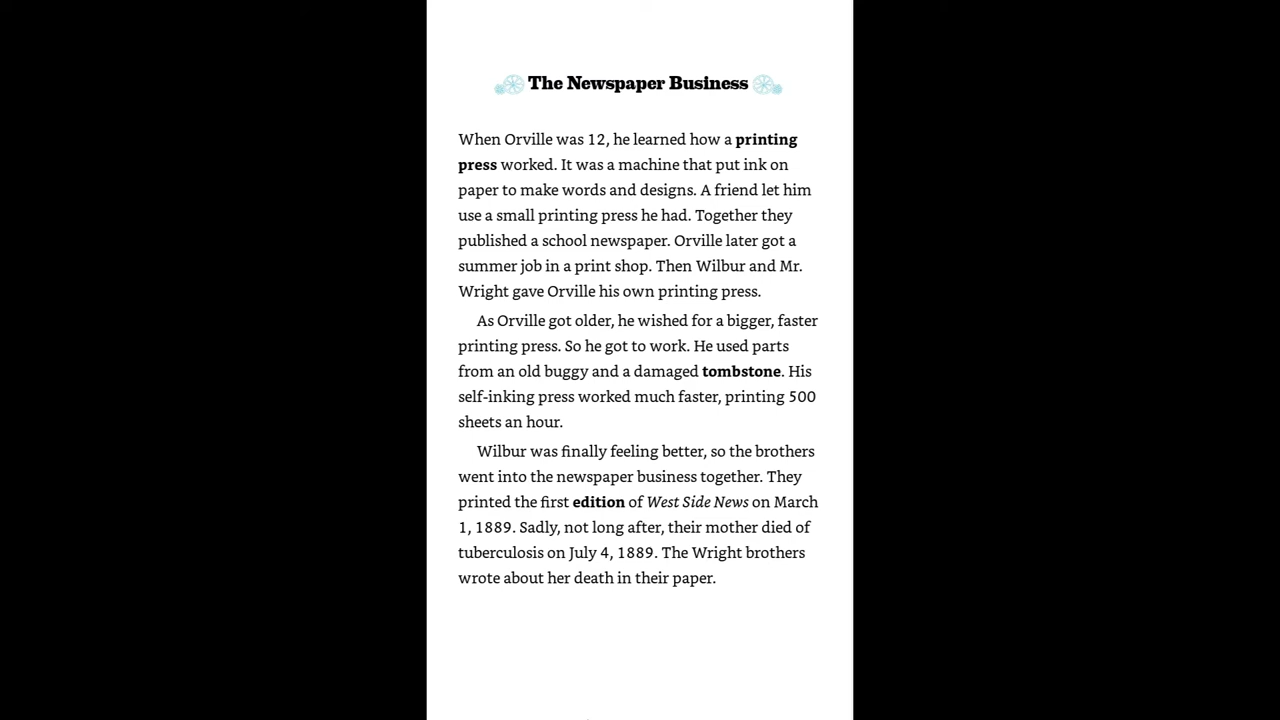 The Newspaper Business
When Orville was 12, he learned how a printing
press worked. It was a machine that put ink on
paper to make words and designs. A friend let him
use a small printing press he had. Together they
published a school newspaper. Orville later got a
summer job in a print shop. Then Wilbur and Mr.
Wright gave Orville his own printing press.
As Orville got older, he wished for a bigger, faster
printing press. So he got to work. He used parts
from an old buggy and a damaged tombstone. His
self-inking press worked much faster, printing 500
sheets an hour.
Wilbur was finally feeling better, so the brothers
went into the newspaper business together. They
printed the first edition of West Side News on March
1, 1889. Sadly, not long after, their mother died of
tuberculosis on July 4, 1889. The Wright brothers
wrote about her death in their paper.